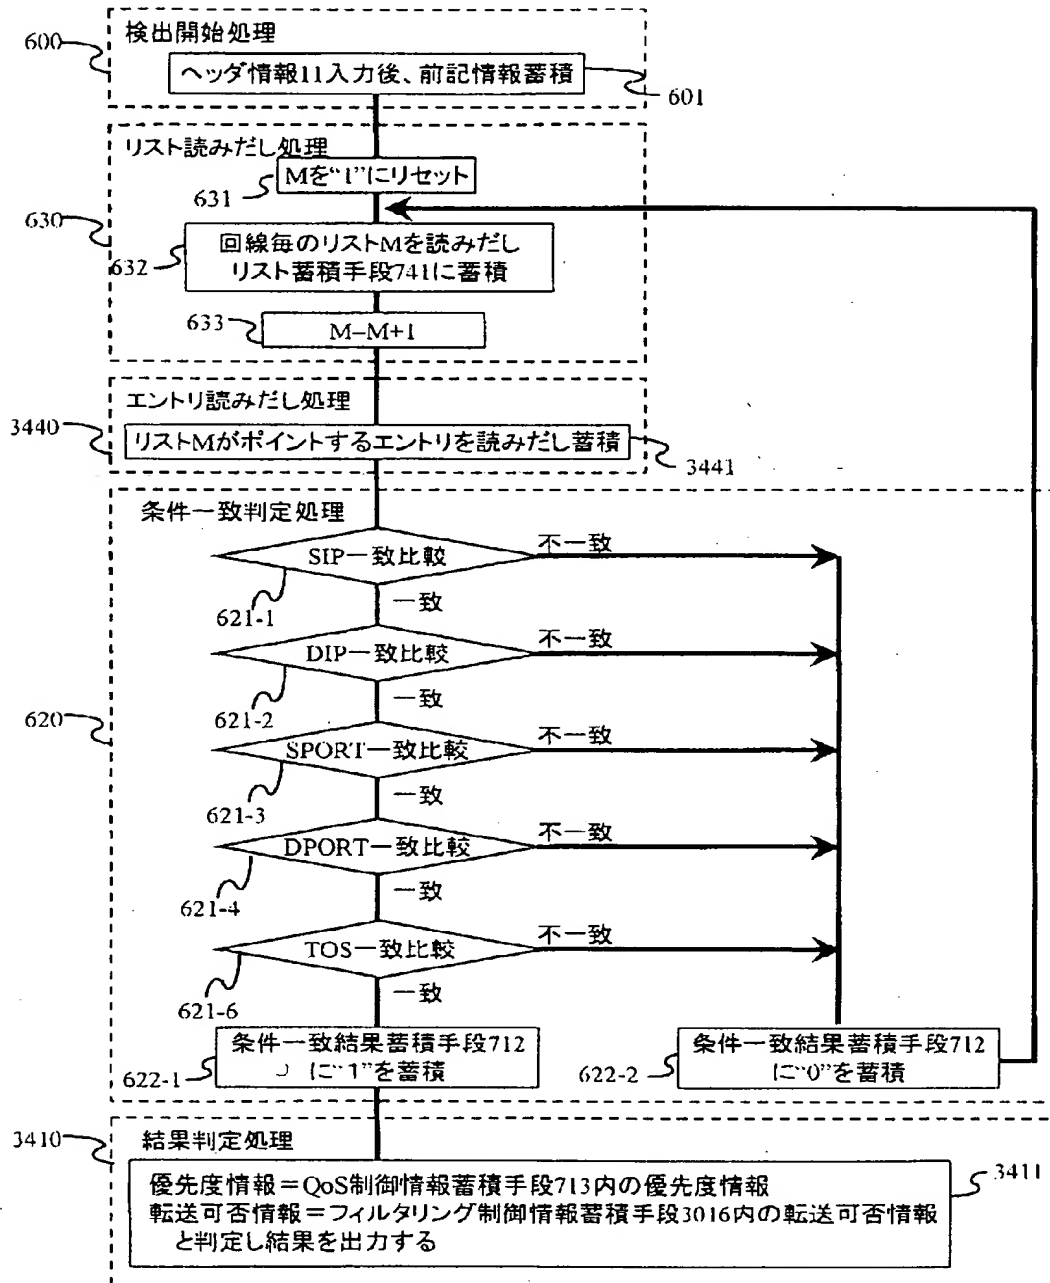 検出開始処理
600
ヘッダ情報11入力後、前記情報蓄積
601
リスト読みだし処理
Mを“1”にリセット
631
630
回線毎のリストMを読みだし
リスト蓄積手段741に蓄積
632
633
M=M+1
エントリ読みだし処理
3440
リストMがポイントするエントリを読みだし蓄積
3441
条件一致判定処理
SIP一致比較
不一致
621-1
一致
DIP一致比較
不一致
621-2
一致
620
SPORT一致比較
不一致
621-3
一致
DPORT一致比較
不一致
621-4
一致
TOS一致比較
不一致
621-6
一致
条件一致結果蓄積手段712
に“1”を蓄積
622-1
条件一致結果蓄積手段712
に“0”を蓄積
622-2
3410
結果判定処理
3411
優先度情報＝QoS制御情報蓄積手段713内の優先度情報
転送可否情報＝フィルタリング制御情報蓄積手段3016内の転送可否情報
と判定し結果を出力する